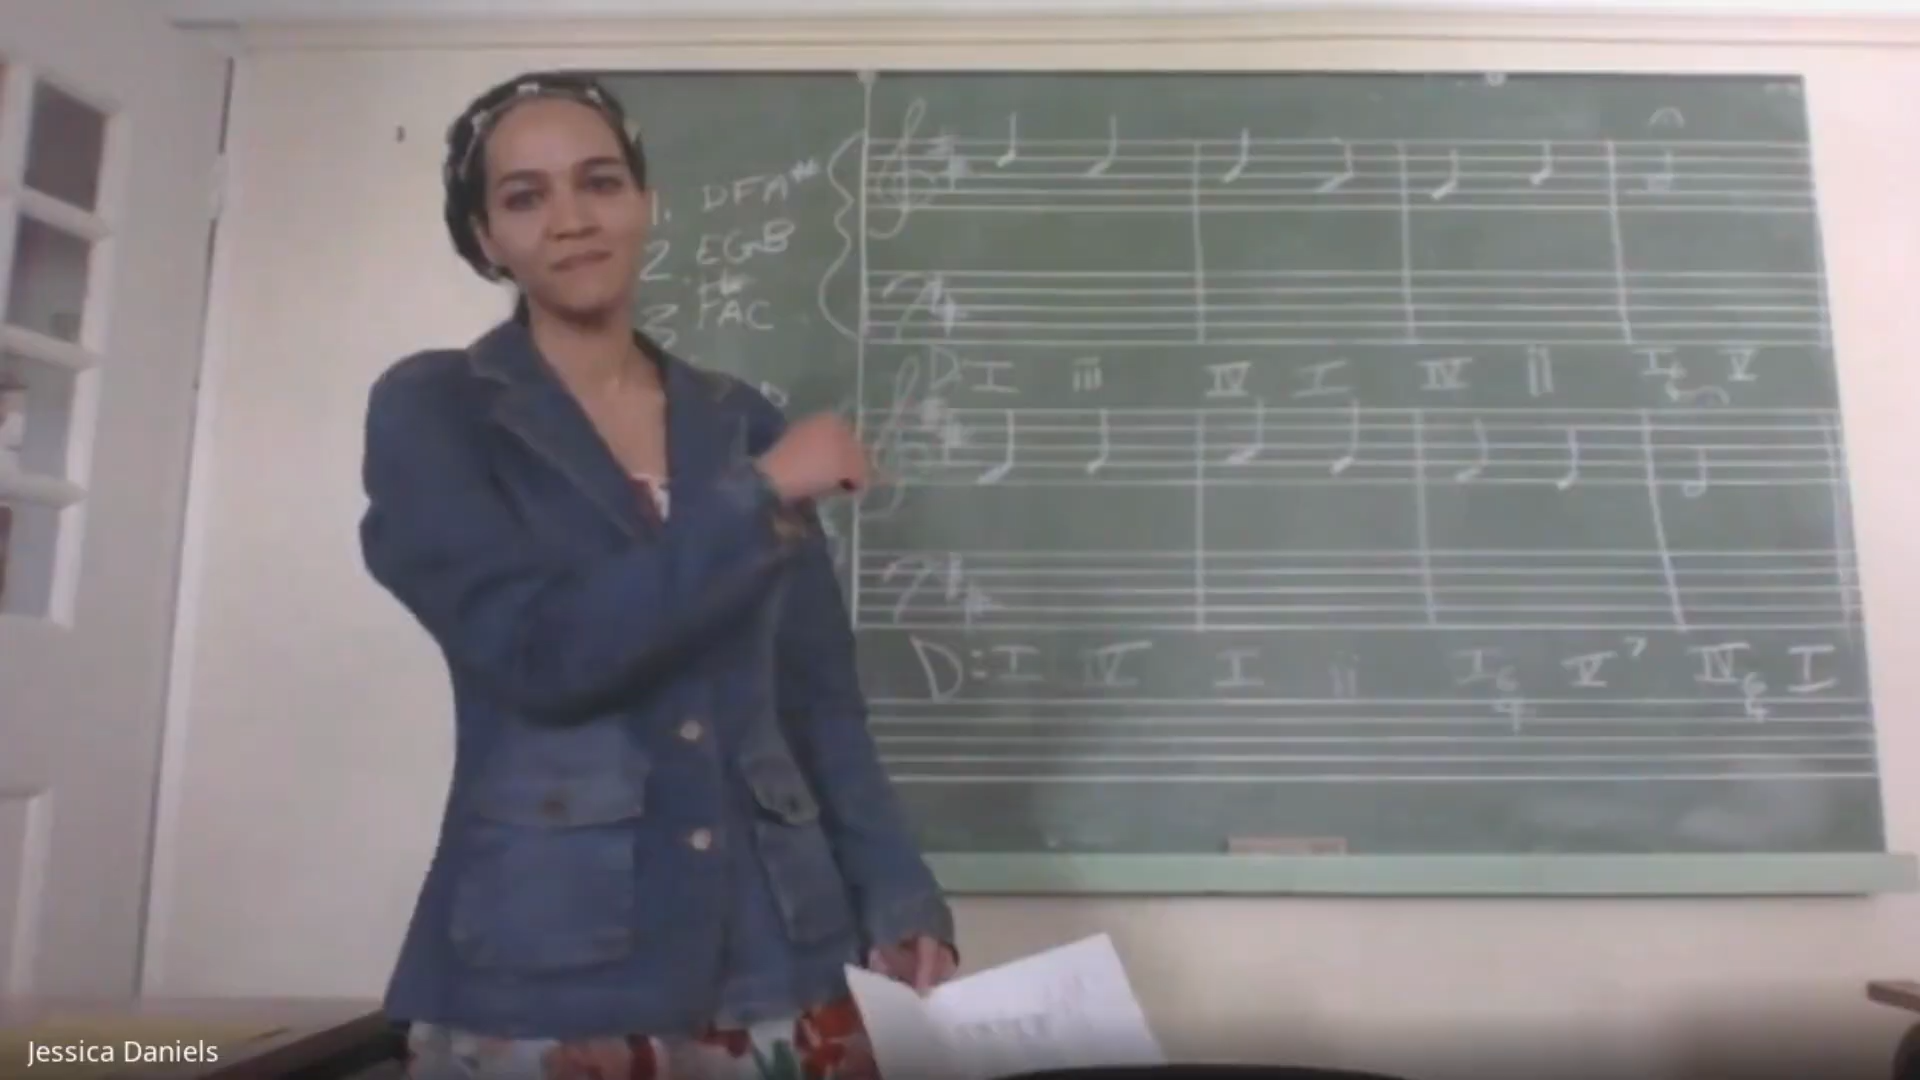 1. DFA#
2 EGB
3 FAC
D: I iii IV I IV ii I6 V
D: I IV I ii I6/4 V7 IV6/4 I
Jessica Daniels